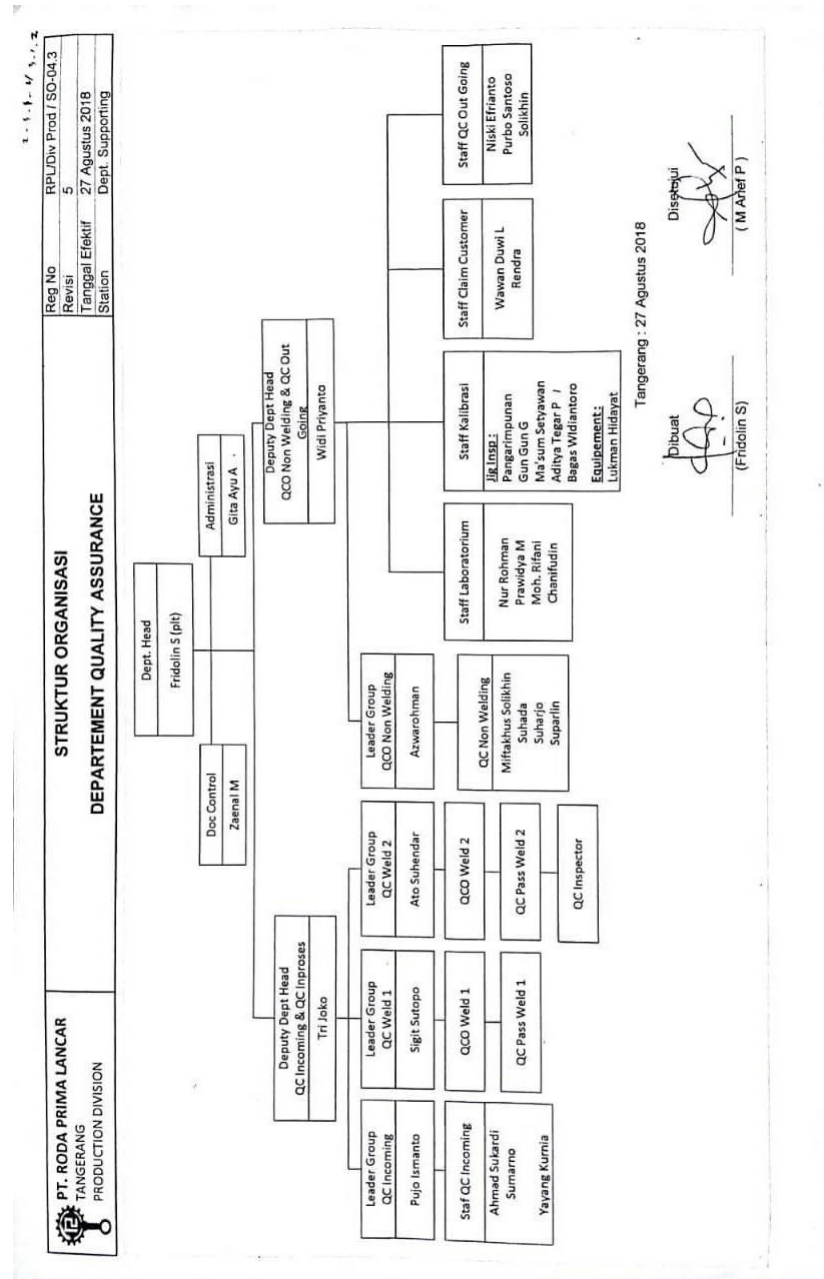 PT. RODA PRIMA LANCAR
TANGERANG
PRODUCTION DIVISION
STRUKTUR ORGANISASI
DEPARTEMENT QUALITY ASSURANCE
Reg No RPL/Div Prod / SO-04.3
Revisi 5
Tanggal Efektif 27 Agustus 2018
Station Dept. Supporting
Dept. Head
Fridolin S (plt)
Doc Control
Zaenal M
Administrasi
Gita Ayu A
Deputy Dept Head
QC Incoming & QC Inproses
Tri Joko
Deputy Dept Head
QCO Non Welding & QC Out
Going
Widi Priyanto
Leader Group
QC Incoming
Pujo Ismanto
Leader Group
QC Weld 1
Sigit Sutopo
Leader Group
QC Weld 2
Ato Suhendar
Leader Group
QCO Non Welding
Azwarohman
Staf QC Incoming
Ahmad Sukardi
Sumarno
Yayang Kurnia
QCO Weld 1
QC Pass Weld 1
QCO Weld 2
QC Pass Weld 2
QC Inspector
QC Non Welding
Miftakhus Solikhin
Suhada
Suharjo
Suparlin
Staff Laboratorium
Nur Rohman
Prawidya M
Moh. Rifani
Chanifudin
Staff Kalibrasi
Jig Insp :
Pangarimpunan
Gun Gun G
Ma'sum Setyawan
Aditya Tegar P /
Bagas Widiantoro
Equipement :
Lukman Hidayat
Staff Claim Customer
Wawan Duwi L
Rendra
Staff QC Out Going
Niski Efrianto
Purbo Santoso
Solikhin
Tangerang : 27 Agustus 2018
Dibuat
(Fridolin S)
Disetujui
( M Arief P )